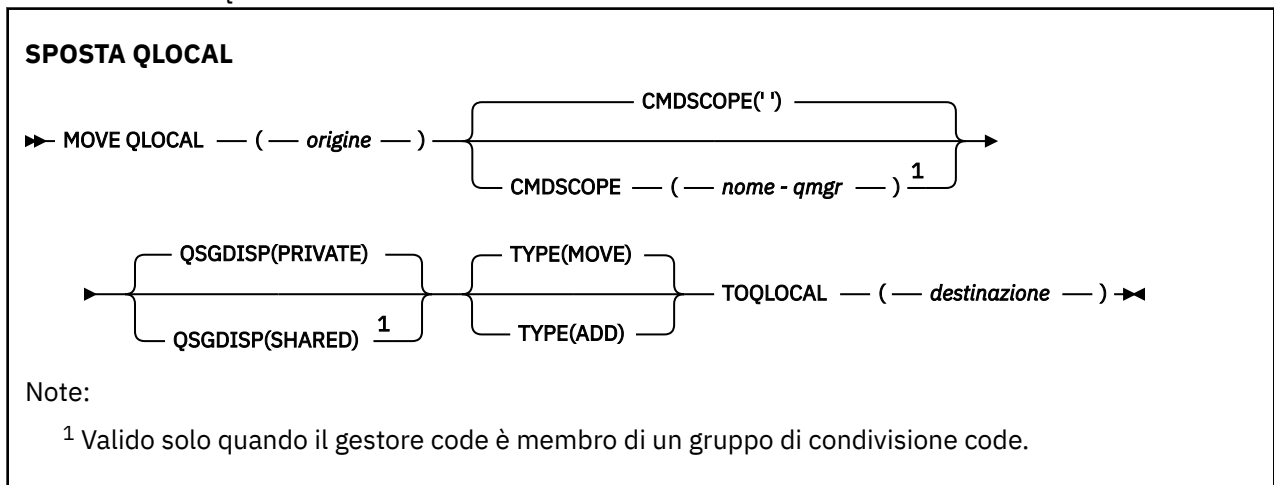 SPOSTA QLOCAL
CMDSCOPE(' ')
MOVE QLOCAL — ( — origine — )
CMDSCOPE — ( — nome - qmgr — ) 1
QSGDISP(PRIVATE) TYPE(MOVE)
TOQLOCAL — ( — destinazione — )
QSGDISP(SHARED) 1 TYPE(ADD)
Note:
1 Valido solo quando il gestore code è membro di un gruppo di condivisione code.